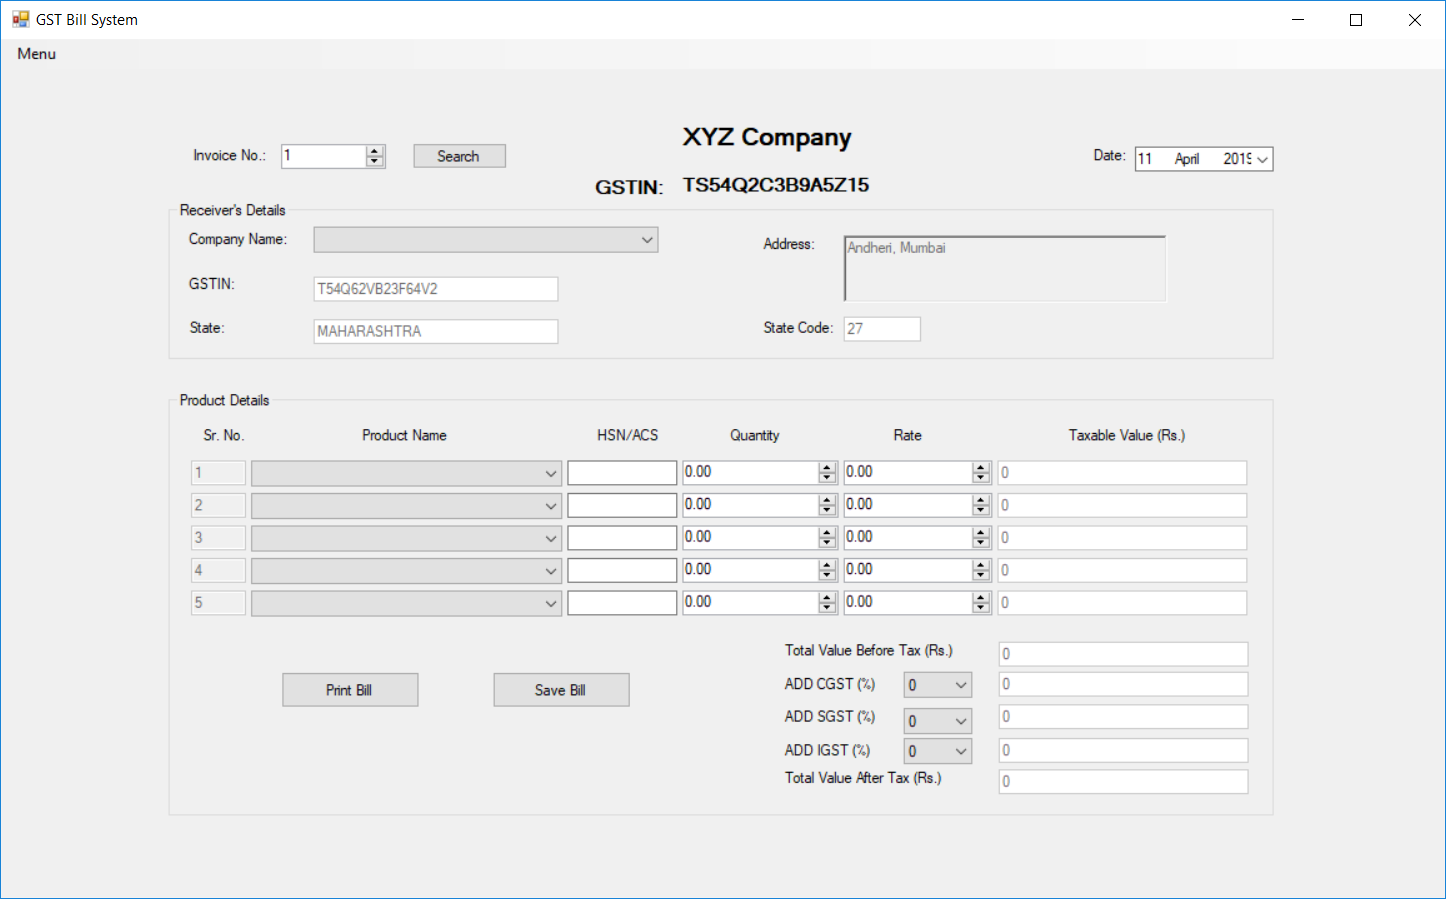 GST Bill System
Menu
XYZ Company
Invoice No.: 1 Search
Date: 11 April 2019
GSTIN: TS54Q2C3B9A5Z15
Receiver's Details
Company Name:
Address: Andheri, Mumbai
GSTIN: T54Q62VB23F64V2
State: MAHARASHTRA
State Code: 27
Product Details
Sr. No. Product Name HSN/ACS Quantity Rate Taxable Value (Rs.)
1 0.00 0.00 0
2 0.00 0.00 0
3 0.00 0.00 0
4 0.00 0.00 0
5 0.00 0.00 0
Total Value Before Tax (Rs.) 0
Print Bill Save Bill
ADD CGST (%) 0 0
ADD SGST (%) 0 0
ADD IGST (%) 0 0
Total Value After Tax (Rs.) 0